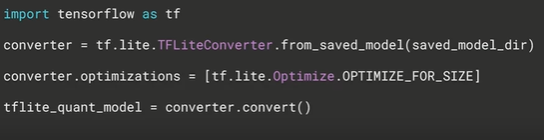 import tensorflow as tf
converter = tf.lite.TFLiteConverter.from_saved_model(saved_model_dir)
converter.optimizations = [tf.lite.Optimize.OPTIMIZE_FOR_SIZE]
tflite_quant_model = converter.convert()